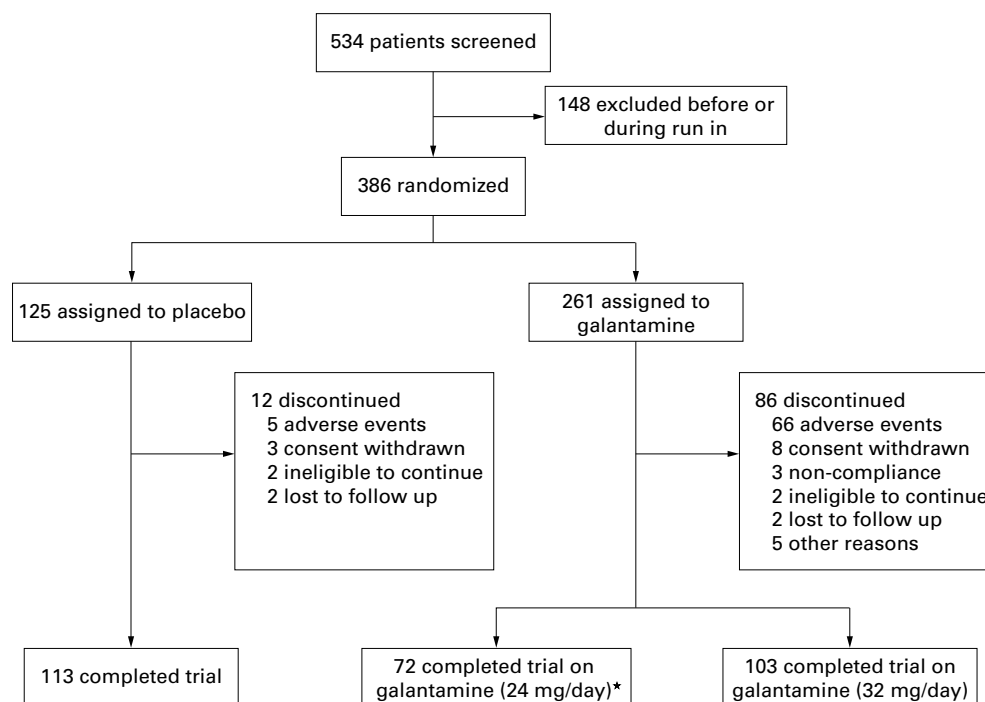 534 patients screened
148 excluded before or
during run in
386 randomized
125 assigned to placebo
261 assigned to
galantamine
12 discontinued
5 adverse events
3 consent withdrawn
2 ineligible to continue
2 lost to follow up
86 discontinued
66 adverse events
8 consent withdrawn
3 non-compliance
2 ineligible to continue
2 lost to follow up
5 other reasons
113 completed trial
72 completed trial on
galantamine (24 mg/day)★
103 completed trial on
galantamine (32 mg/day)